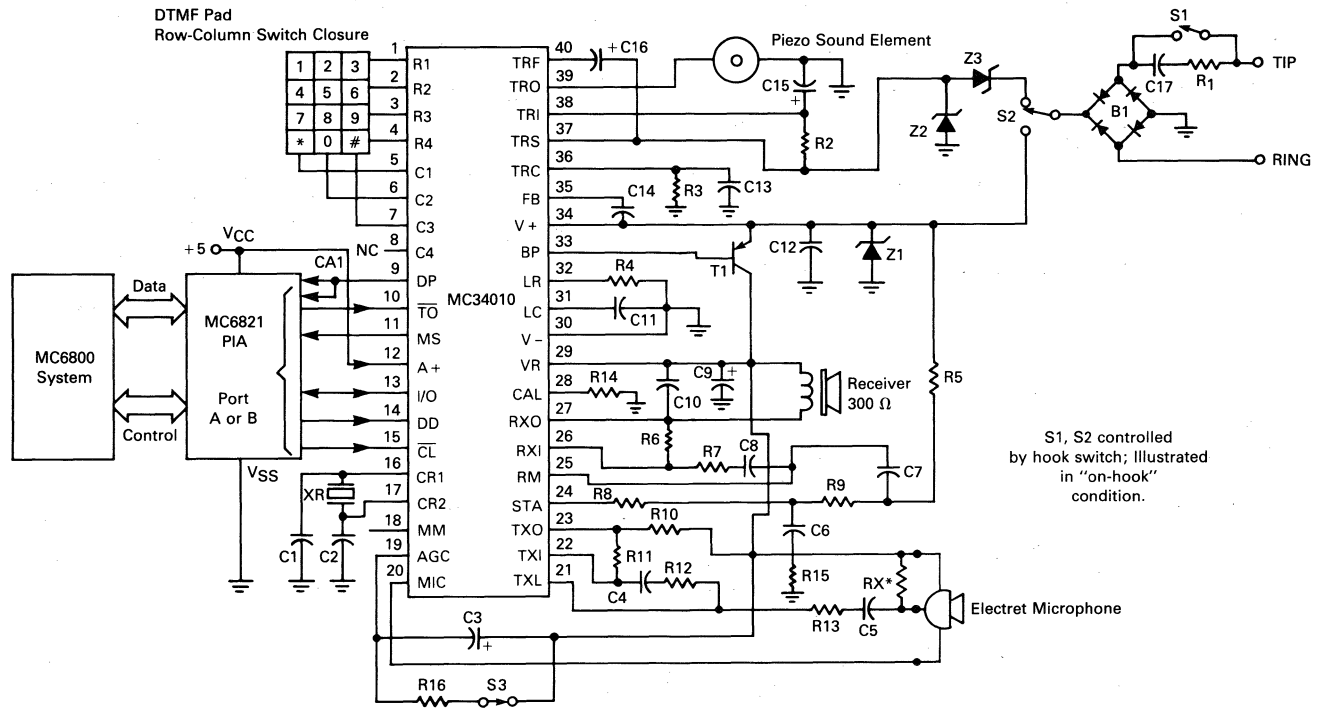 DTMF Pad
Row-Column Switch Closure
1 2 3
4 5 6
7 8 9
* 0 #
1 R1
2 R2
3 R3
4 R4
5 C1
6 C2
7 C3
NC 8 C4
9 DP
10 TO
11 MS
12 A+
13 I/O
14 DD
15 CL
16 CR1
17 CR2
18 MM
19 AGC
20 MIC
MC34010
40 TRF
39 TRO
38 TRI
37 TRS
36 TRC
35 FB
34 V+
33 BP
32 LR
31 LC
30 V–
29 VR
28 CAL
27 RXO
26 RXI
25 RM
24 STA
23 TXO
22 TXI
21 TXL
VCC
+5
CA1
Data
MC6800
System
MC6821
PIA
Port
A or B
Control
VSS
XR
C1
C2
C3
+
R16
S3
+ C16
Piezo Sound Element
C15
+
R2
R3
C13
C14
Z2
Z3
S2
S1
C17
R1
TIP
B1
RING
T1
C12
Z1
R4
C11
R14
C9
+
C10
Receiver
300 Ω
R5
R6
R7
C8
C7
R8
R9
R10
C6
R11
R12
C4
R15
RX*
R13
C5
Electret Microphone
S1, S2 controlled
by hook switch; Illustrated
in "on-hook"
condition.